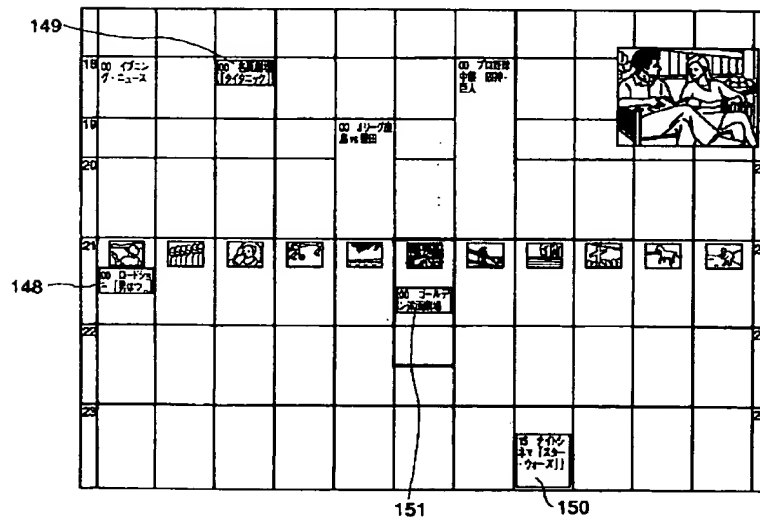 149
18
00 イブニン
グ・ニュース
00 名画劇場
「タイタニック」
00 プロ野球
中継 阪神-
巨人
19
00 Jリーグ鹿
島vs磐田
20
21
148
00 ロードショ
ー 「男はつ
00 ゴールデ
ン洋画劇場
22
23
15 ナイトシ
ネマ「スター・
ウォーズ」
151
150